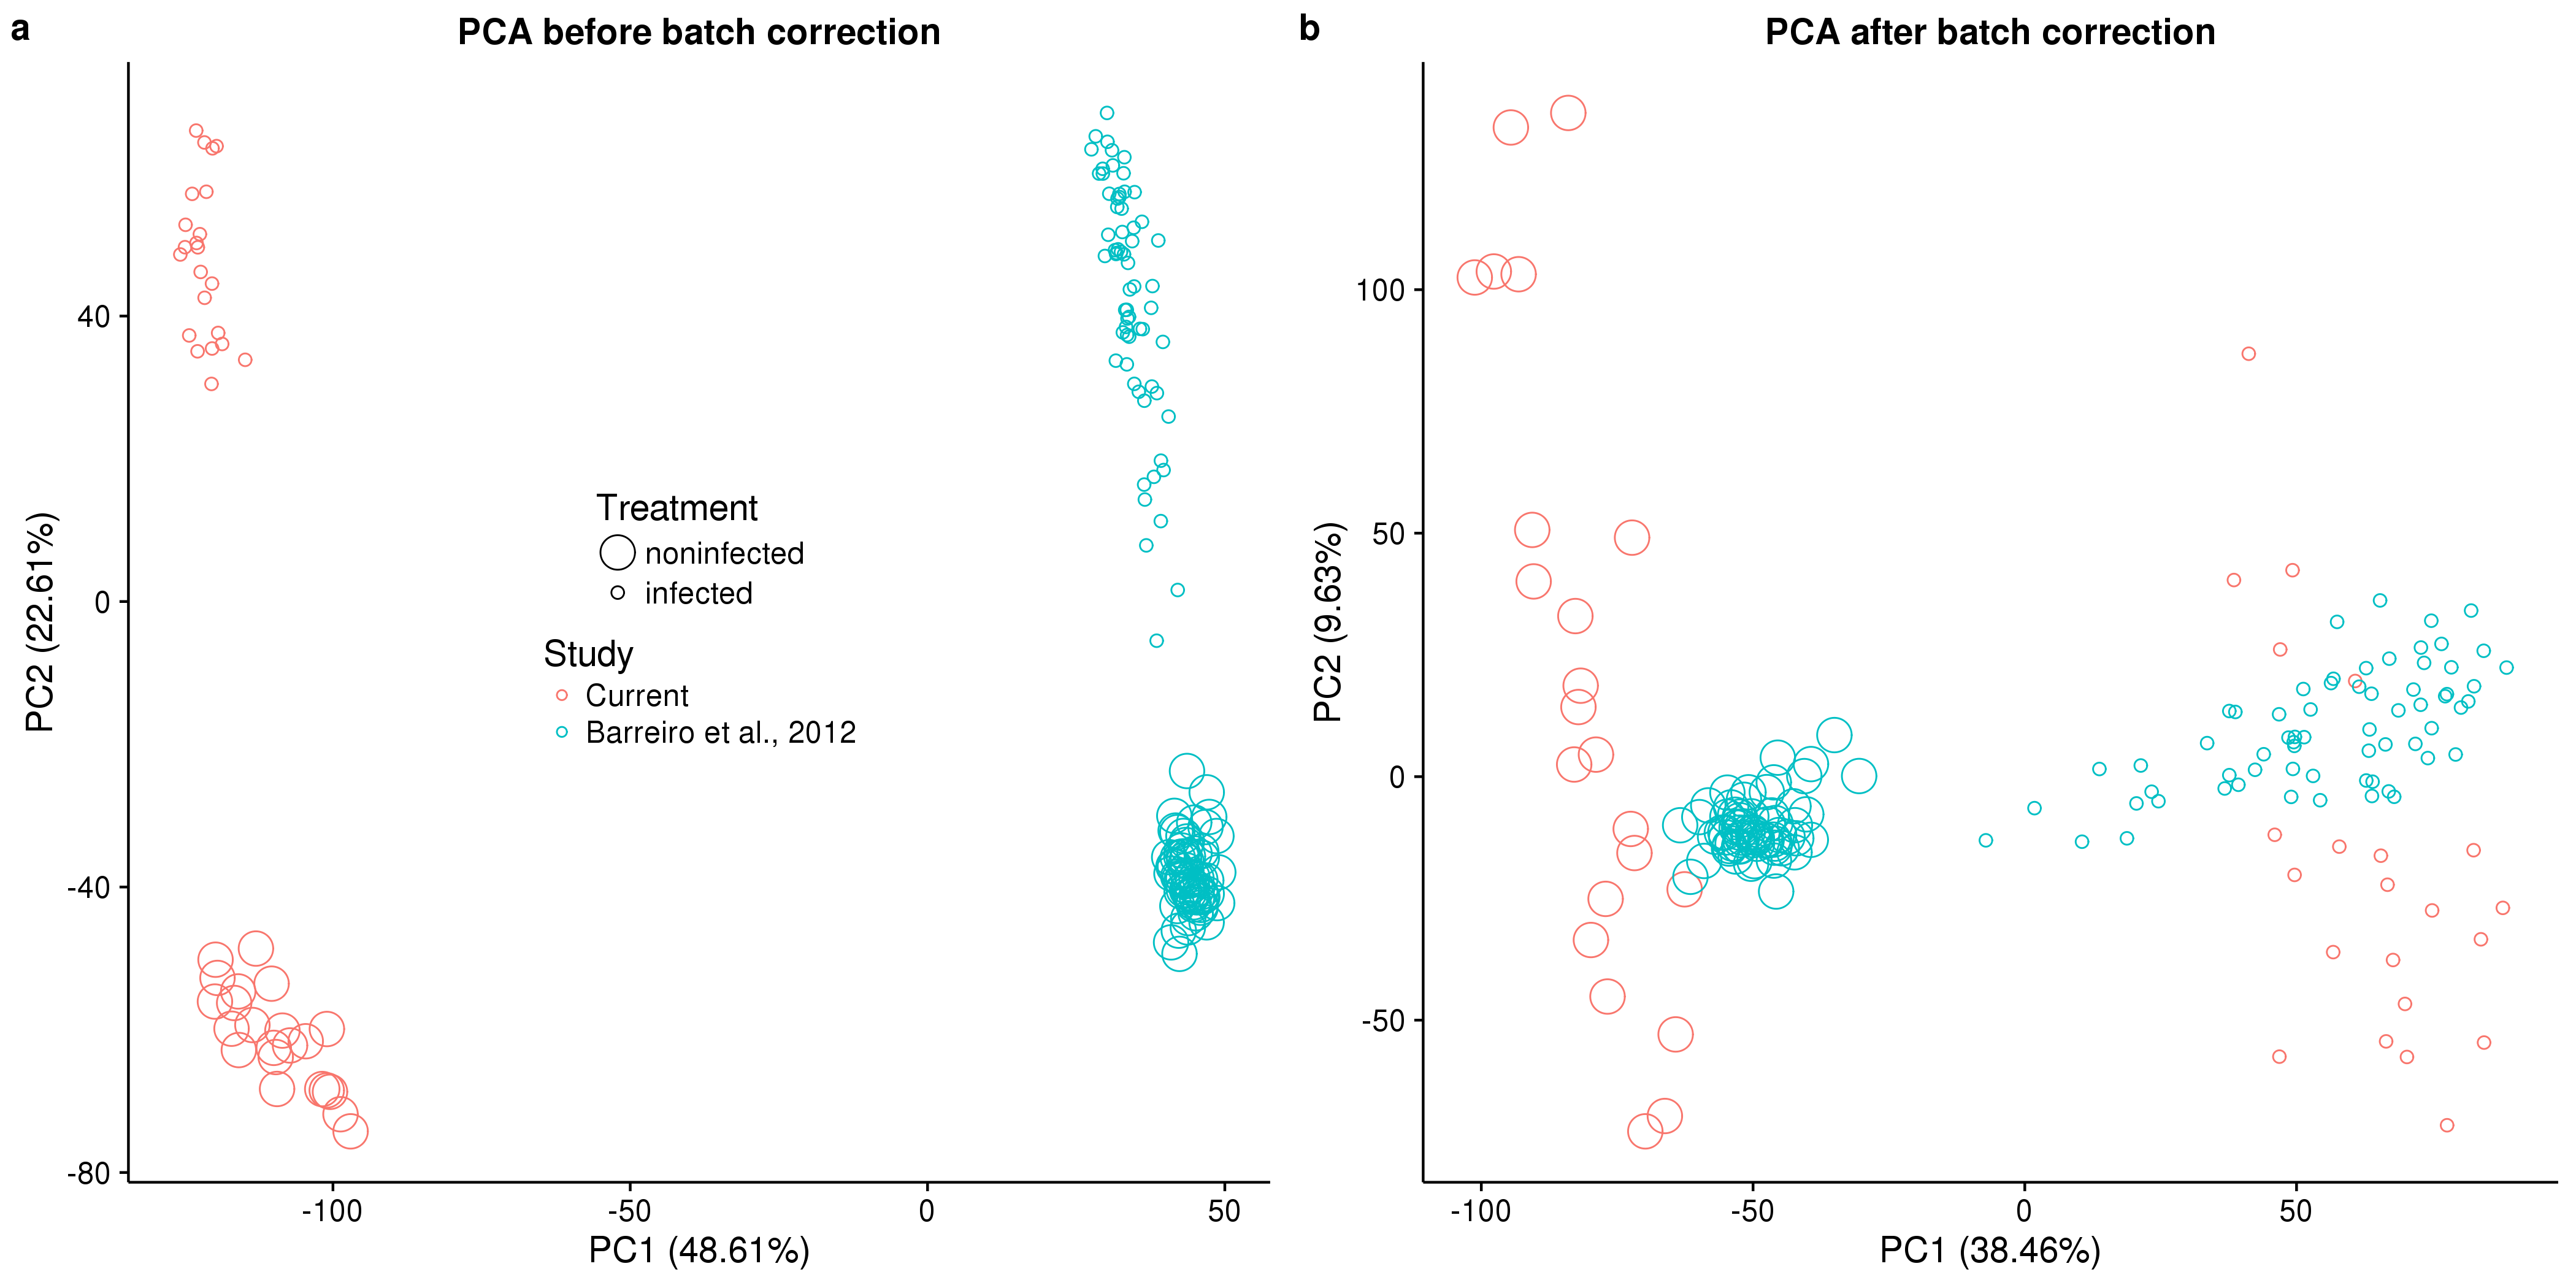 a
PCA before batch correction
PC2 (22.61%)
40
0
-40
-80
Treatment
noninfected
infected
Study
Current
Barreiro et al., 2012
-100
-50
0
50
PC1 (48.61%)
b
PCA after batch correction
PC2 (9.63%)
100
50
0
-50
-100
-50
0
50
PC1 (38.46%)